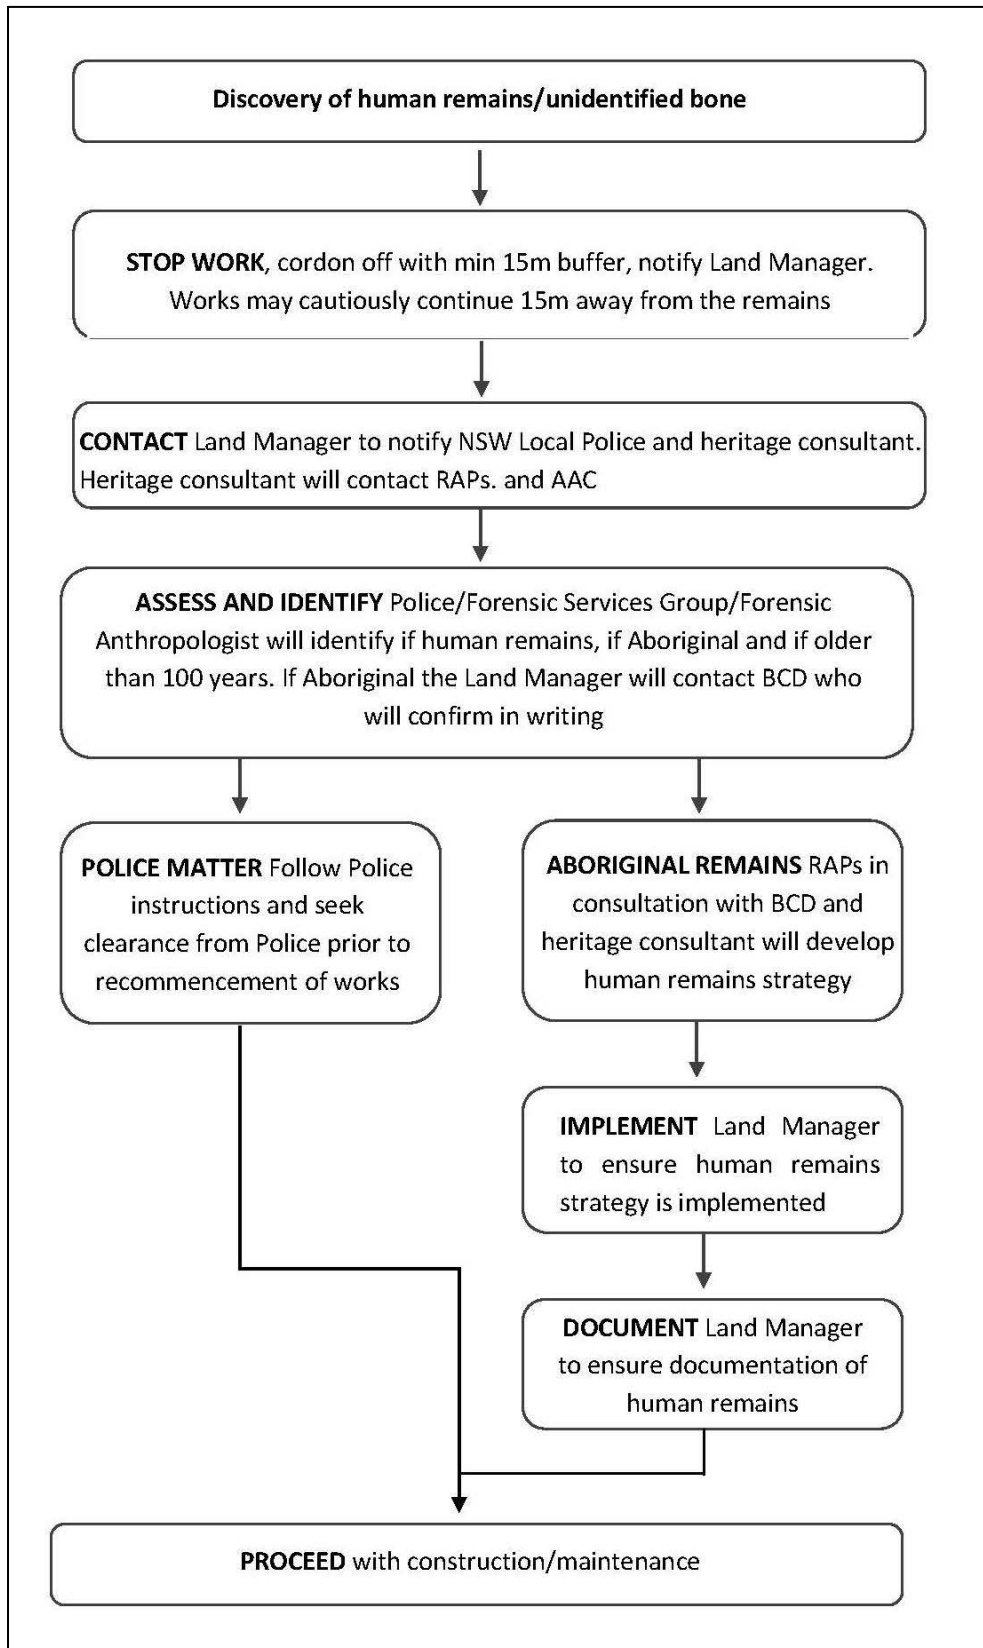 Discovery of human remains/unidentified bone
STOP WORK, cordon off with min 15m buffer, notify Land Manager.
Works may cautiously continue 15m away from the remains
CONTACT Land Manager to notify NSW Local Police and heritage consultant.
Heritage consultant will contact RAPs. and AAC
ASSESS AND IDENTIFY Police/Forensic Services Group/Forensic
Anthropologist will identify if human remains, if Aboriginal and if older
than 100 years. If Aboriginal the Land Manager will contact BCD who
will confirm in writing
POLICE MATTER Follow Police
instructions and seek
clearance from Police prior to
recommencement of works
ABORIGINAL REMAINS RAPs in
consultation with BCD and
heritage consultant will develop
human remains strategy
IMPLEMENT Land Manager
to ensure human remains
strategy is implemented
DOCUMENT Land Manager
to ensure documentation of
human remains
PROCEED with construction/maintenance